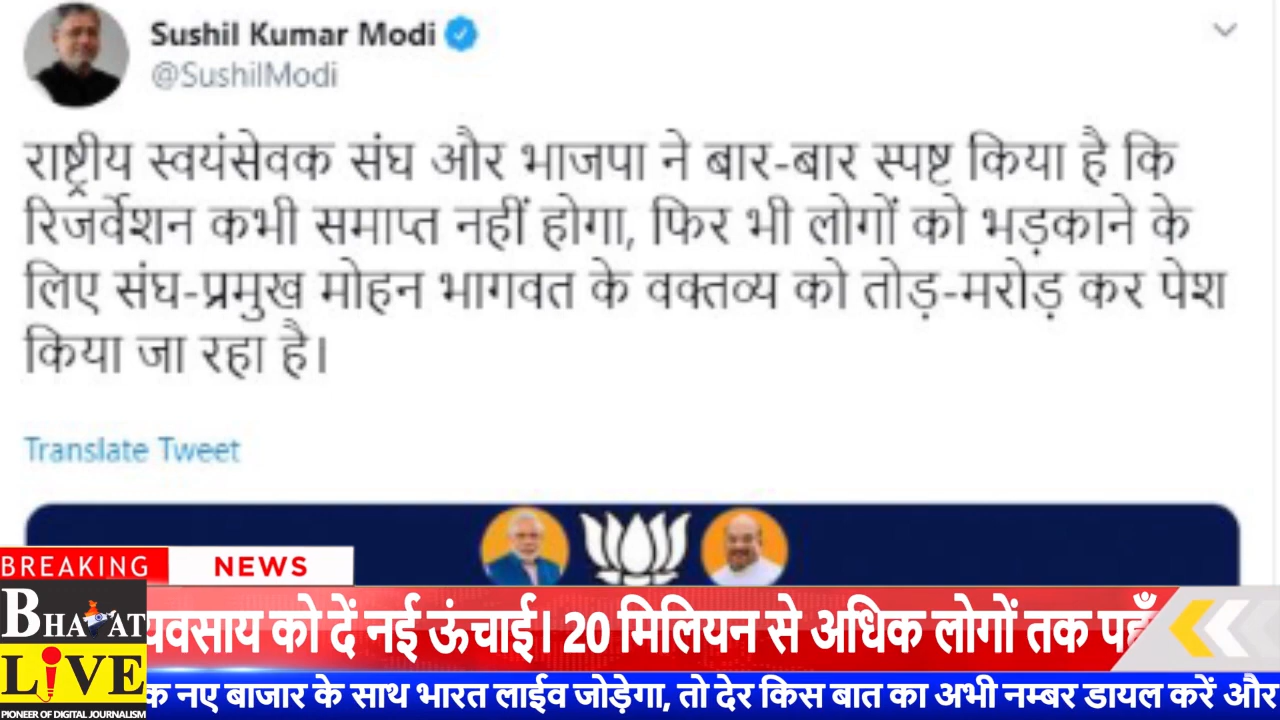 Sushil Kumar Modi
@SushilModi
राष्ट्रीय स्वयंसेवक संघ और भाजपा ने बार-बार स्पष्ट किया है कि
रिजर्वेशन कभी समाप्त नहीं होगा, फिर भी लोगों को भड़काने के
लिए संघ-प्रमुख मोहन भागवत के वक्तव्य को तोड़-मरोड़ कर पेश
किया जा रहा है।
Translate Tweet
BREAKING NEWS
BHARAT
LIVE
PIONEER OF DIGITAL JOURNALISM
यवसाय को दें नई ऊंचाई। 20 मिलियन से अधिक लोगों तक पहुँ
क नए बाजार के साथ भारत लाईव जोड़ेगा, तो देर किस बात का अभी नम्बर डायल करें और